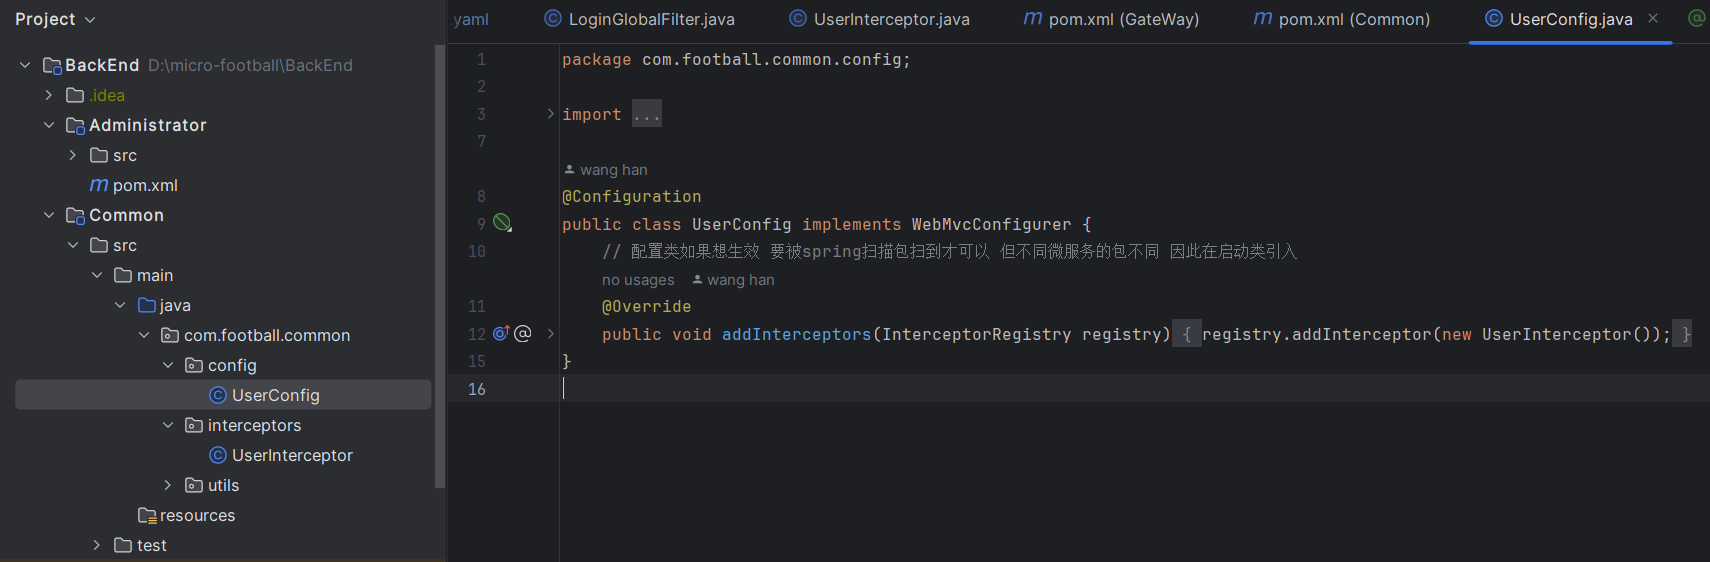 Project
BackEnd D:\micro-football\BackEnd
.idea
Administrator
src
pom.xml
Common
src
main
java
com.football.common
config
UserConfig
interceptors
UserInterceptor
utils
resources
test
.yaml
LoginGlobalFilter.java
UserInterceptor.java
pom.xml (GateWay)
pom.xml (Common)
UserConfig.java
1 package com.football.common.config;
2
3 import ...
7
wang han
8 @Configuration
9 public class UserConfig implements WebMvcConfigurer {
10 // 配置类如果想生效 要被spring扫描包扫到才可以 但不同微服务的包不同 因此在启动类引入
no usages wang han
11 @Override
12 public void addInterceptors(InterceptorRegistry registry) { registry.addInterceptor(new UserInterceptor()); }
15 }
16